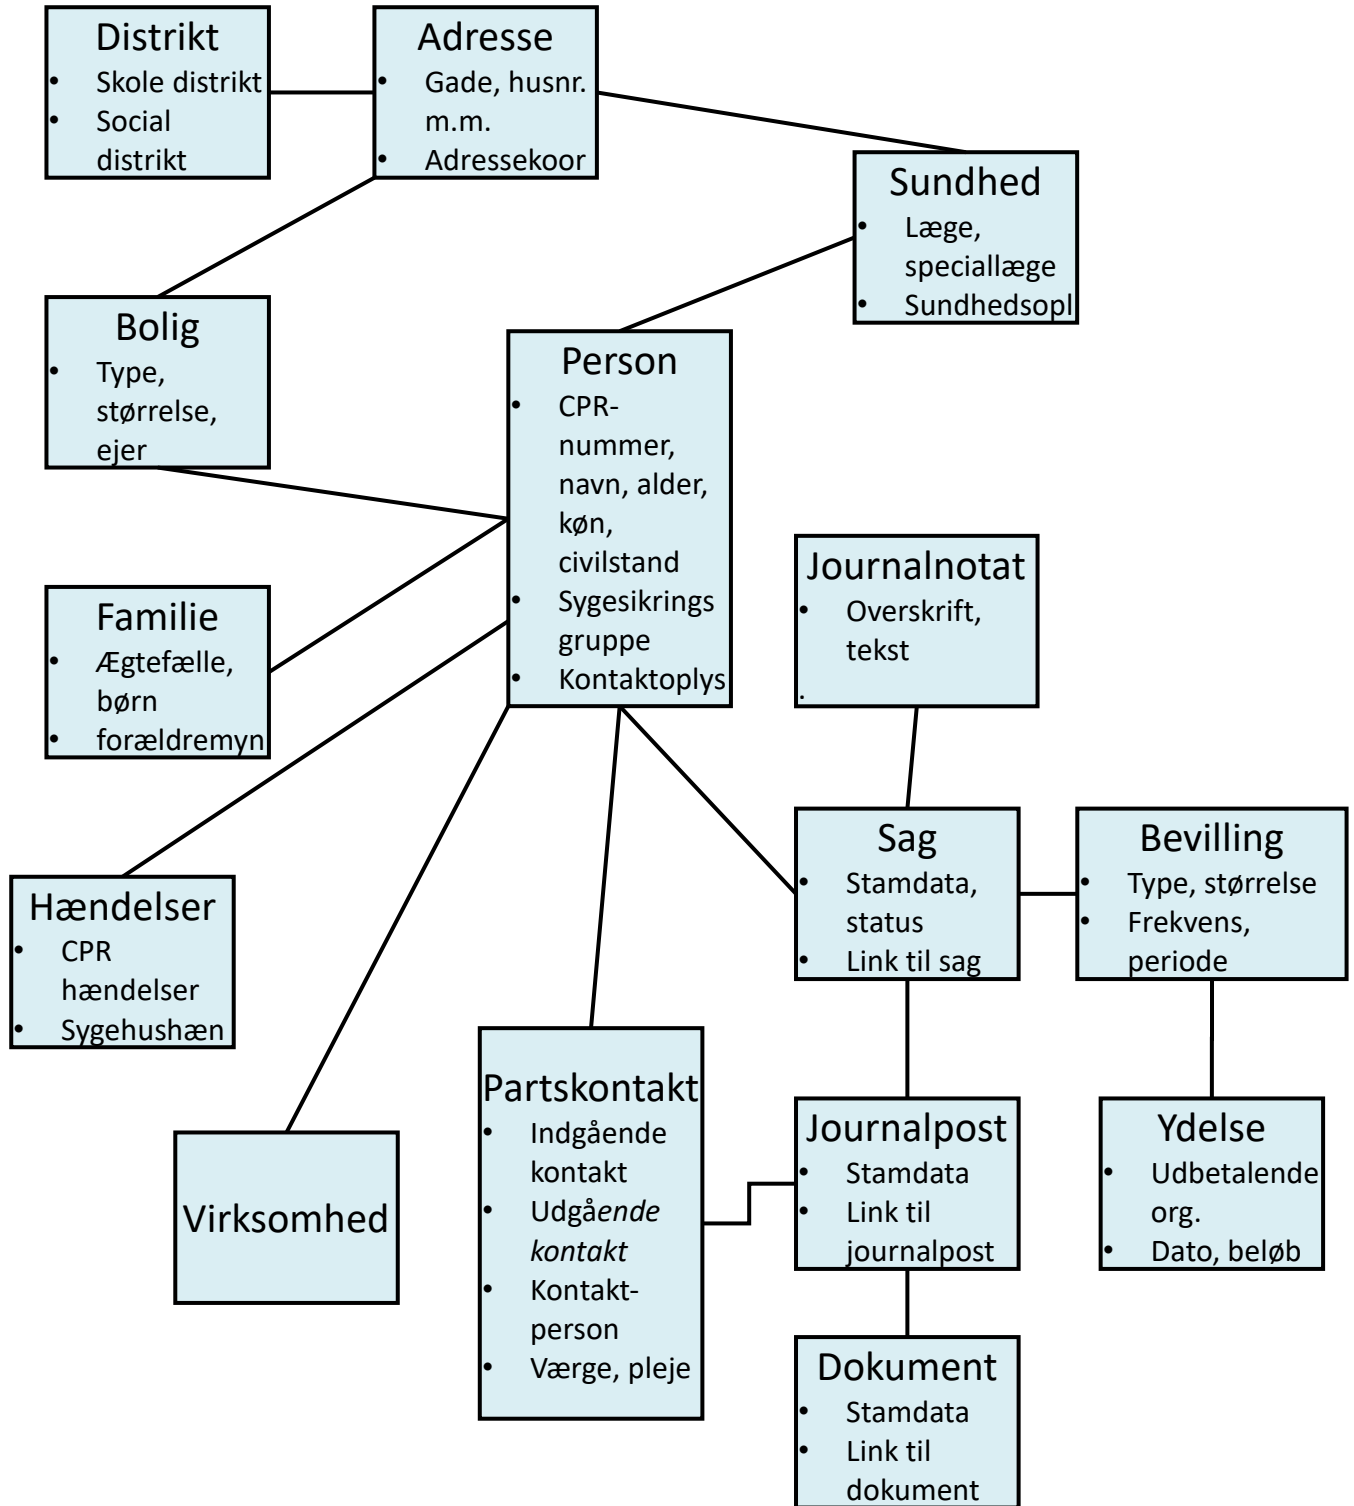 Distrikt
Skole distrikt
Social
distrikt
Adresse
Gade, husnr.
m.m.
Adressekoor
Sundhed
Læge,
speciallæge
Sundhedsopl
Bolig
Type,
størrelse,
ejer
Person
CPR-
nummer,
navn, alder,
køn,
civilstand
Sygesikrings
gruppe
Kontaktoplys
Familie
Ægtefælle,
børn
forældremyn
Journalnotat
Overskrift,
tekst
.
Hændelser
CPR
hændelser
Sygehushæn
Sag
Stamdata,
status
Link til sag
Bevilling
Type, størrelse
Frekvens,
periode
Virksomhed
Partskontakt
Indgående
kontakt
Udgående
kontakt
Kontakt-
person
Værge, pleje
Journalpost
Stamdata
Link til
journalpost
Ydelse
Udbetalende
org.
Dato, beløb
Dokument
Stamdata
Link til
dokument